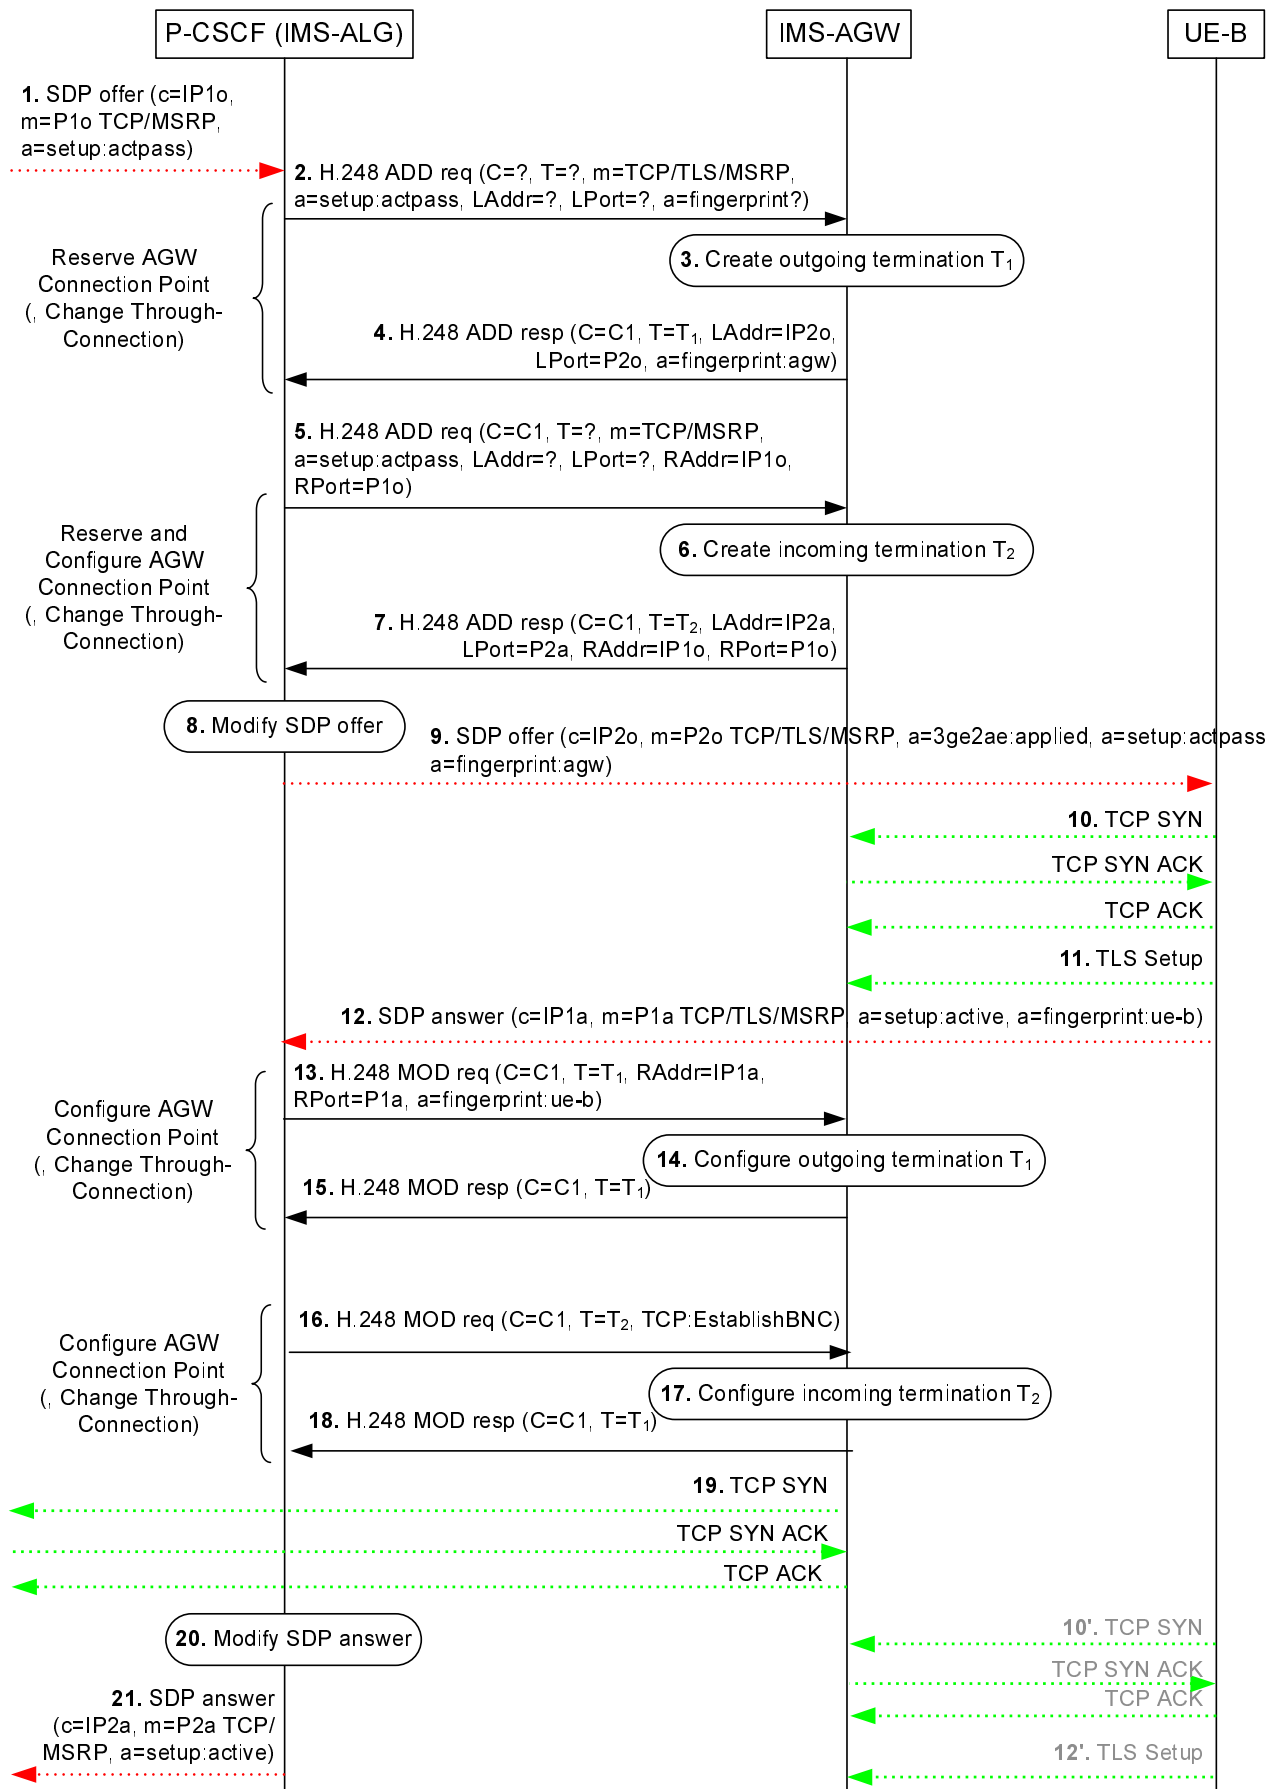 P-CSCF (IMS-ALG)
IMS-AGW
UE-B
1. SDP offer (c=IP1o,
m=P1o TCP/MSRP,
a=setup:actpass)
2. H.248 ADD req (C=?, T=?, m=TCP/TLS/MSRP,
a=setup:actpass, LAddr=?, LPort=?, a=fingerprint?)
Reserve AGW
Connection Point
(, Change Through-
Connection)
3. Create outgoing termination T1
4. H.248 ADD resp (C=C1, T=T1, LAddr=IP2o,
LPort=P2o, a=fingerprint:agw)
5. H.248 ADD req (C=C1, T=?, m=TCP/MSRP,
a=setup:actpass, LAddr=?, LPort=?, RAddr=IP1o,
RPort=P1o)
Reserve and
Configure AGW
Connection Point
(, Change Through-
Connection)
6. Create incoming termination T2
7. H.248 ADD resp (C=C1, T=T2, LAddr=IP2a,
LPort=P2a, RAddr=IP1o, RPort=P1o)
8. Modify SDP offer
9. SDP offer (c=IP2o, m=P2o TCP/TLS/MSRP, a=3ge2ae:applied, a=setup:actpass
a=fingerprint:agw)
10. TCP SYN
TCP SYN ACK
TCP ACK
11. TLS Setup
12. SDP answer (c=IP1a, m=P1a TCP/TLS/MSRP, a=setup:active, a=fingerprint:ue-b)
13. H.248 MOD req (C=C1, T=T1, RAddr=IP1a,
RPort=P1a, a=fingerprint:ue-b)
Configure AGW
Connection Point
(, Change Through-
Connection)
14. Configure outgoing termination T1
15. H.248 MOD resp (C=C1, T=T1)
16. H.248 MOD req (C=C1, T=T2, TCP:EstablishBNC)
Configure AGW
Connection Point
(, Change Through-
Connection)
17. Configure incoming termination T2
18. H.248 MOD resp (C=C1, T=T1)
19. TCP SYN
TCP SYN ACK
TCP ACK
20. Modify SDP answer
10'. TCP SYN
TCP SYN ACK
TCP ACK
21. SDP answer
(c=IP2a, m=P2a TCP/
MSRP, a=setup:active)
12'. TLS Setup